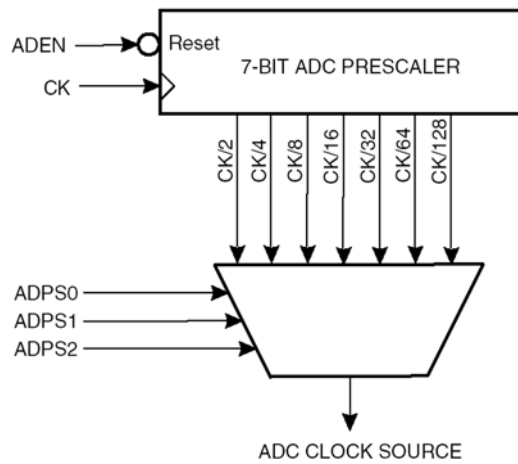 ADEN
Reset
7-BIT ADC PRESCALER
CK
CK/2
CK/4
CK/8
CK/16
CK/32
CK/64
CK/128
ADPS0
ADPS1
ADPS2
ADC CLOCK SOURCE